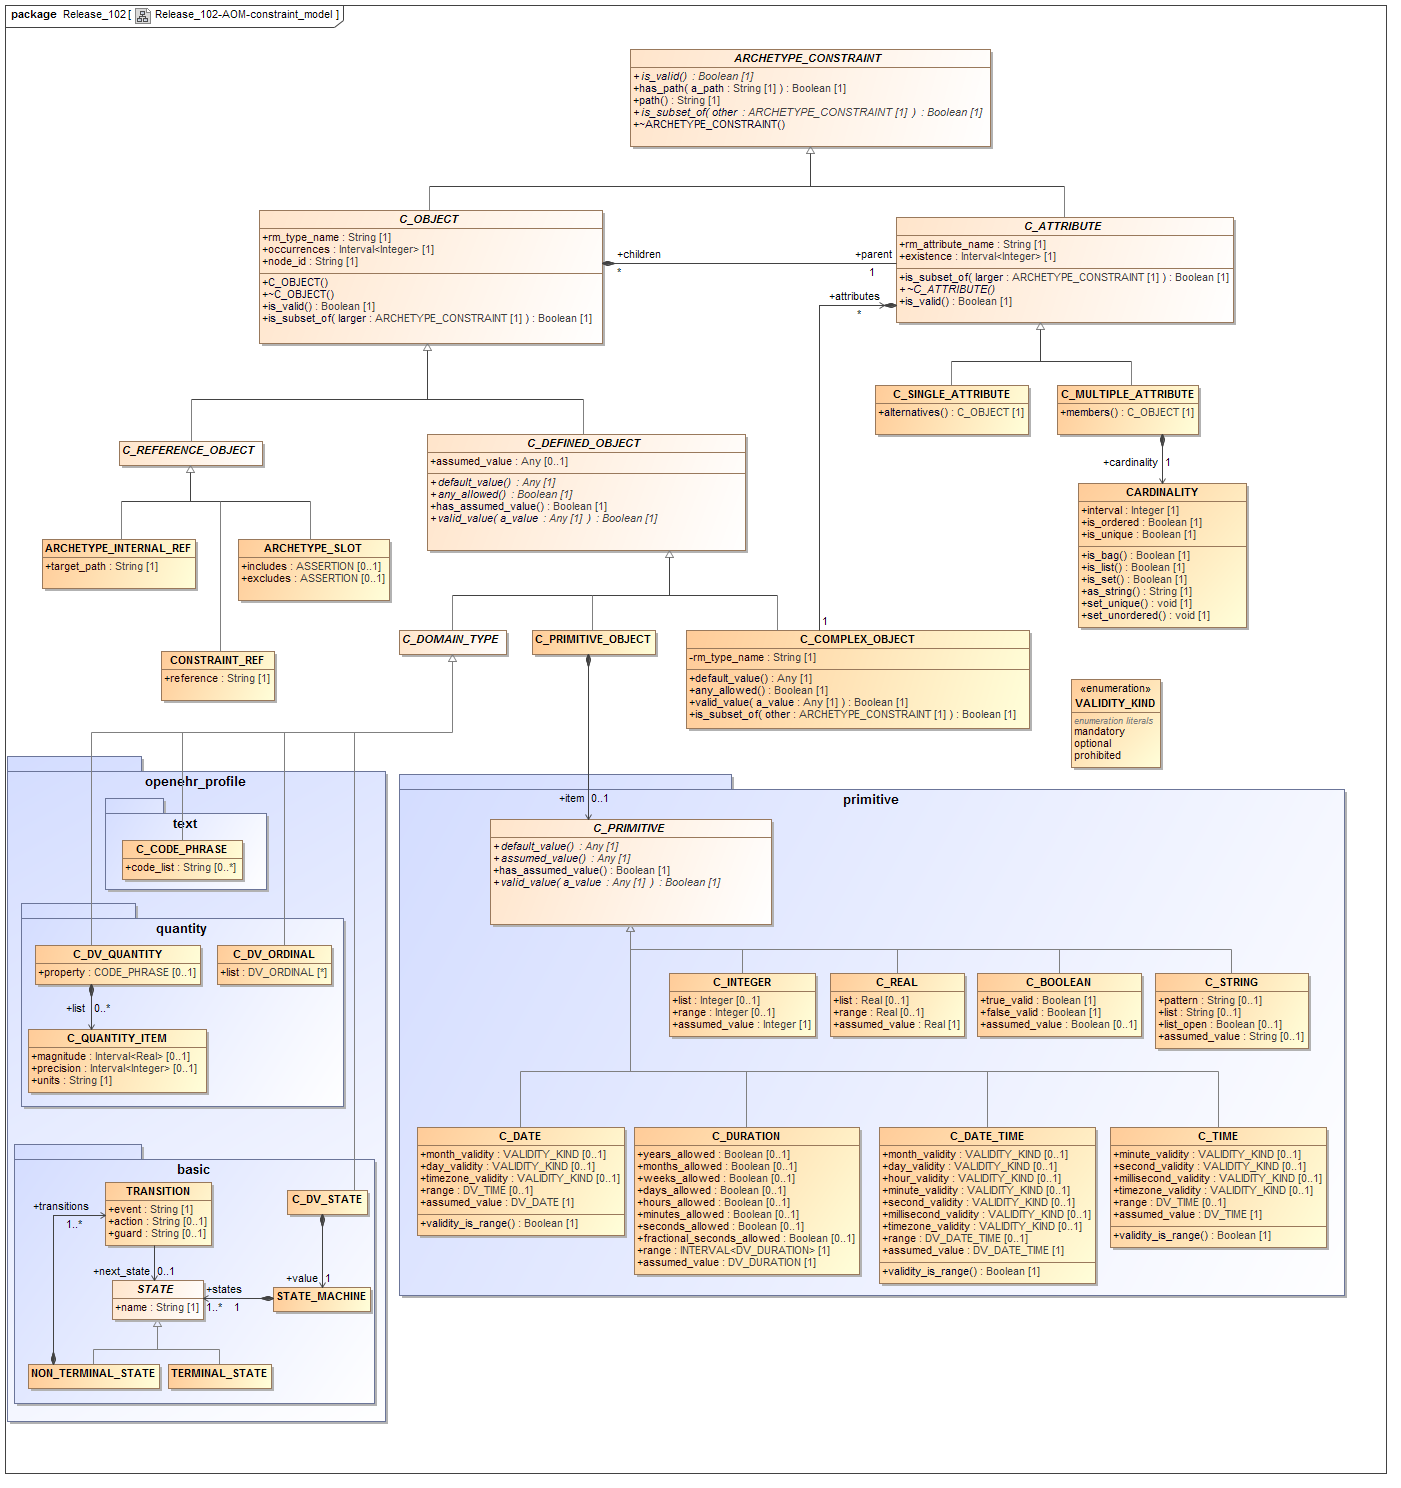 package Release_102 [ Release_102-AOM-constraint_model ]
ARCHETYPE_CONSTRAINT
+is_valid() : Boolean [1]
+has_path( a_path : String [1] ) : Boolean [1]
+path() : String [1]
+is_subset_of( other : ARCHETYPE_CONSTRAINT [1] ) : Boolean [1]
+~ARCHETYPE_CONSTRAINT()
C_OBJECT
+rm_type_name : String [1]
+occurrences : Interval<Integer> [1]
+node_id : String [1]
+C_OBJECT()
+~C_OBJECT()
+is_valid() : Boolean [1]
+is_subset_of( larger : ARCHETYPE_CONSTRAINT [1] ) : Boolean [1]
+children
*
+parent
1
C_ATTRIBUTE
+rm_attribute_name : String [1]
+existence : Interval<Integer> [1]
+is_subset_of( larger : ARCHETYPE_CONSTRAINT [1] ) : Boolean [1]
+~C_ATTRIBUTE()
+is_valid() : Boolean [1]
+attributes
*
1
C_SINGLE_ATTRIBUTE
+alternatives() : C_OBJECT [1]
C_MULTIPLE_ATTRIBUTE
+members() : C_OBJECT [1]
+cardinality 1
CARDINALITY
+interval : Integer [1]
+is_ordered : Boolean [1]
+is_unique : Boolean [1]
+is_bag() : Boolean [1]
+is_list() : Boolean [1]
+is_set() : Boolean [1]
+as_string() : String [1]
+set_unique() : void [1]
+set_unordered() : void [1]
C_REFERENCE_OBJECT
C_DEFINED_OBJECT
+assumed_value : Any [0..1]
+default_value() : Any [1]
+any_allowed() : Boolean [1]
+has_assumed_value() : Boolean [1]
+valid_value( a_value : Any [1] ) : Boolean [1]
ARCHETYPE_INTERNAL_REF
+target_path : String [1]
ARCHETYPE_SLOT
+includes : ASSERTION [0..1]
+excludes : ASSERTION [0..1]
CONSTRAINT_REF
+reference : String [1]
C_DOMAIN_TYPE
C_PRIMITIVE_OBJECT
C_COMPLEX_OBJECT
-rm_type_name : String [1]
+default_value() : Any [1]
+any_allowed() : Boolean [1]
+valid_value( a_value : Any [1] ) : Boolean [1]
+is_subset_of( other : ARCHETYPE_CONSTRAINT [1] ) : Boolean [1]
«enumeration»
VALIDITY_KIND
enumeration literals
mandatory
optional
prohibited
openehr_profile
text
C_CODE_PHRASE
+code_list : String [0..*]
quantity
C_DV_QUANTITY
+property : CODE_PHRASE [0..1]
C_DV_ORDINAL
+list : DV_ORDINAL [*]
+list 0..*
C_QUANTITY_ITEM
+magnitude : Interval<Real> [0..1]
+precision : Interval<Integer> [0..1]
+units : String [1]
basic
TRANSITION
+event : String [1]
+action : String [0..1]
+guard : String [0..1]
+transitions
1..*
C_DV_STATE
+next_state 0..1
+value 1
STATE
+name : String [1]
+states
1..* 1
STATE_MACHINE
NON_TERMINAL_STATE
TERMINAL_STATE
primitive
+item 0..1
C_PRIMITIVE
+default_value() : Any [1]
+assumed_value() : Any [1]
+has_assumed_value() : Boolean [1]
+valid_value( a_value : Any [1] ) : Boolean [1]
C_INTEGER
+list : Integer [0..1]
+range : Integer [0..1]
+assumed_value : Integer [1]
C_REAL
+list : Real [0..1]
+range : Real [0..1]
+assumed_value : Real [1]
C_BOOLEAN
+true_valid : Boolean [1]
+false_valid : Boolean [1]
+assumed_value : Boolean [0..1]
C_STRING
+pattern : String [0..1]
+list : String [0..1]
+list_open : Boolean [0..1]
+assumed_value : String [0..1]
C_DATE
+month_validity : VALIDITY_KIND [0..1]
+day_validity : VALIDITY_KIND [0..1]
+timezone_validity : VALIDITY_KIND [0..1]
+range : DV_TIME [0..1]
+assumed_value : DV_DATE [1]
+validity_is_range() : Boolean [1]
C_DURATION
+years_allowed : Boolean [0..1]
+months_allowed : Boolean [0..1]
+weeks_allowed : Boolean [0..1]
+days_allowed : Boolean [0..1]
+hours_allowed : Boolean [0..1]
+minutes_allowed : Boolean [0..1]
+seconds_allowed : Boolean [0..1]
+fractional_seconds_allowed : Boolean [0..1]
+range : INTERVAL<DV_DURATION> [1]
+assumed_value : DV_DURATION [1]
C_DATE_TIME
+month_validity : VALIDITY_KIND [0..1]
+day_validity : VALIDITY_KIND [0..1]
+hour_validity : VALIDITY_KIND [0..1]
+minute_validity : VALIDITY_KIND [0..1]
+second_validity : VALIDITY_KIND [0..1]
+millisecond_validity : VALIDITY_KIND [0..1]
+timezone_validity : VALIDITY_KIND [0..1]
+range : DV_DATE_TIME [0..1]
+assumed_value : DV_DATE_TIME [1]
+validity_is_range() : Boolean [1]
C_TIME
+minute_validity : VALIDITY_KIND [0..1]
+second_validity : VALIDITY_KIND [0..1]
+millisecond_validity : VALIDITY_KIND [0..1]
+timezone_validity : VALIDITY_KIND [0..1]
+range : DV_TIME [0..1]
+assumed_value : DV_TIME [1]
+validity_is_range() : Boolean [1]